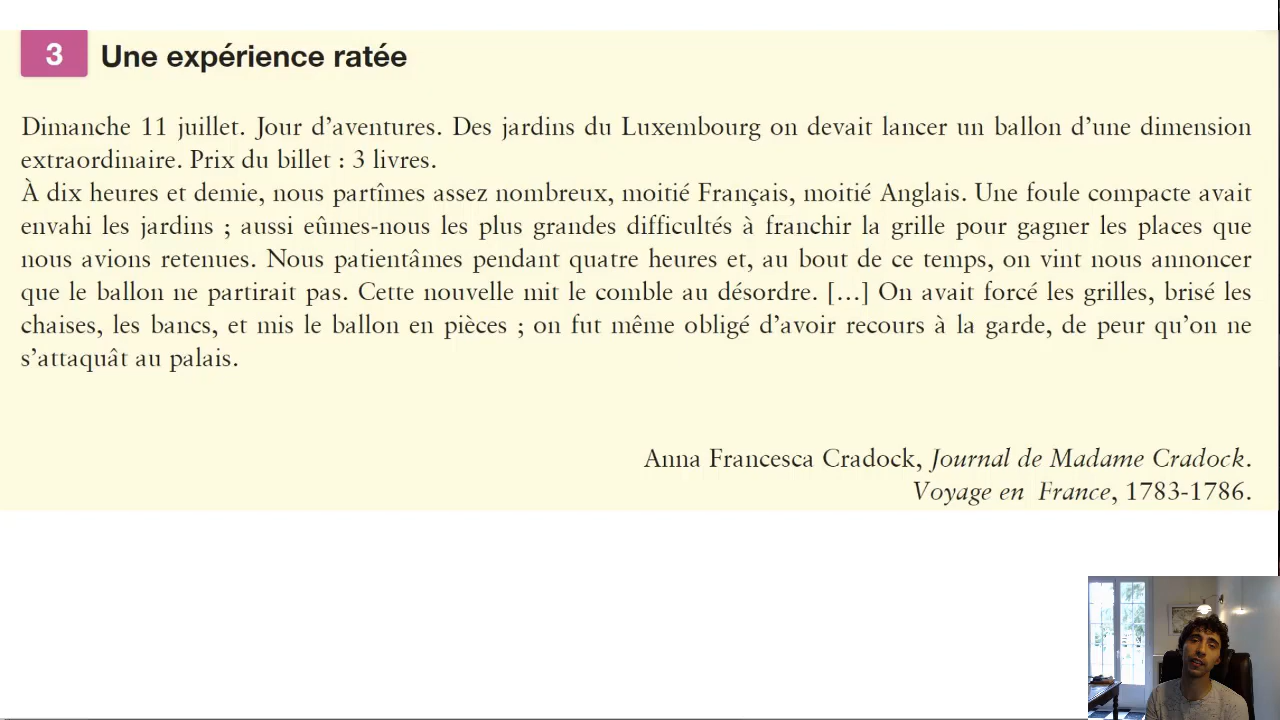 3 Une expérience ratée
Dimanche 11 juillet. Jour d’aventures. Des jardins du Luxembourg on devait lancer un ballon d’une dimension
extraordinaire. Prix du billet : 3 livres.
À dix heures et demie, nous partîmes assez nombreux, moitié Français, moitié Anglais. Une foule compacte avait
envahi les jardins ; aussi eûmes-nous les plus grandes difficultés à franchir la grille pour gagner les places que
nous avions retenues. Nous patientâmes pendant quatre heures et, au bout de ce temps, on vint nous annoncer
que le ballon ne partirait pas. Cette nouvelle mit le comble au désordre. [...] On avait forcé les grilles, brisé les
chaises, les bancs, et mis le ballon en pièces ; on fut même obligé d’avoir recours à la garde, de peur qu’on ne
s’attaquât au palais.
Anna Francesca Cradock, Journal de Madame Cradock.
Voyage en France, 1783-1786.